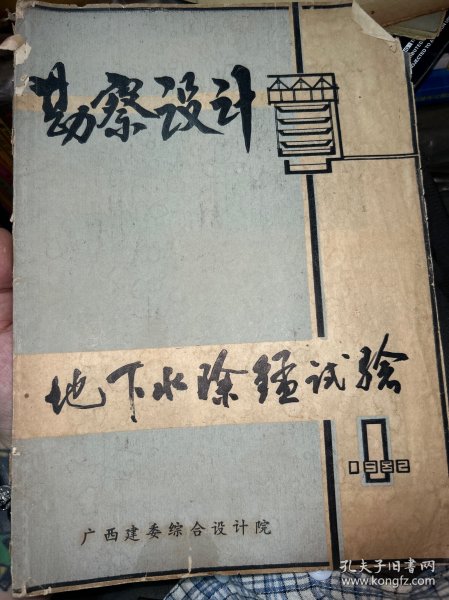 勘察设计
地下水除锰试验
1982
广西建委综合设计院
孔夫子旧书网
www.kongfz.com